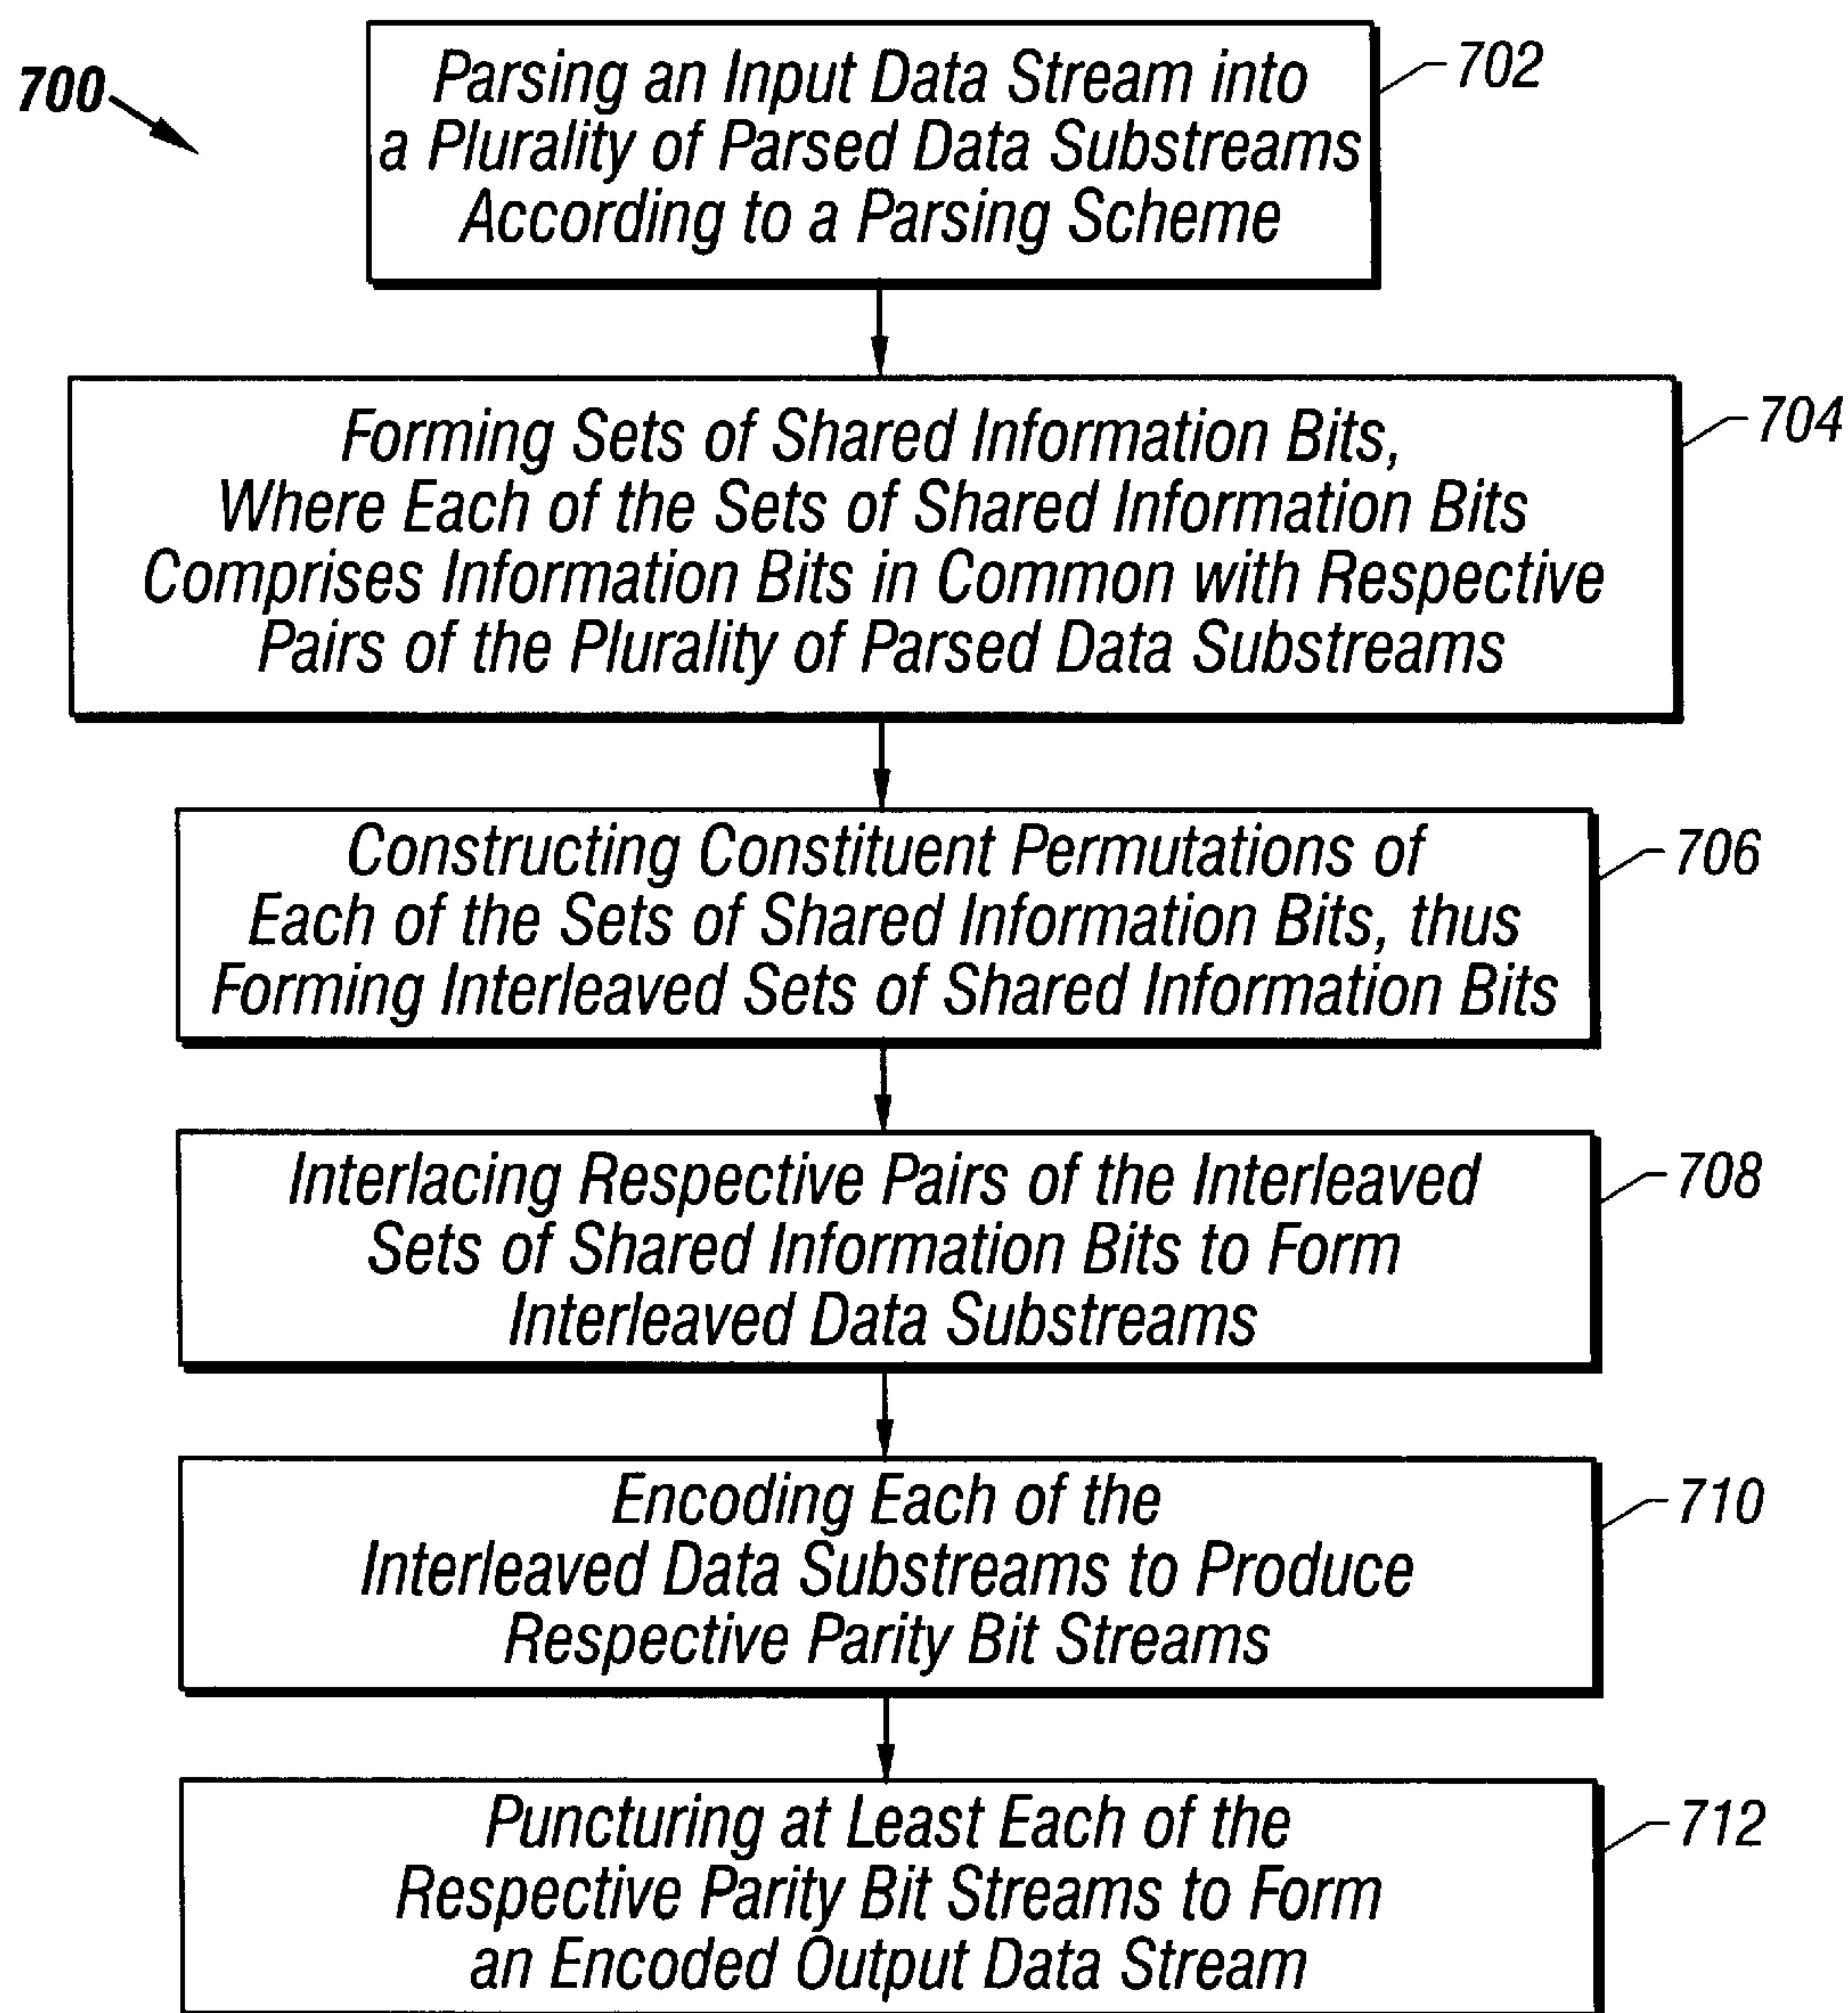 700
Parsing an Input Data Stream into
a Plurality of Parsed Data Substreams
According to a Parsing Scheme
702
Forming Sets of Shared Information Bits,
Where Each of the Sets of Shared Information Bits
Comprises Information Bits in Common with Respective
Pairs of the Plurality of Parsed Data Substreams
704
Constructing Constituent Permutations of
Each of the Sets of Shared Information Bits, thus
Forming Interleaved Sets of Shared Information Bits
706
Interlacing Respective Pairs of the Interleaved
Sets of Shared Information Bits to Form
Interleaved Data Substreams
708
Encoding Each of the
Interleaved Data Substreams to Produce
Respective Parity Bit Streams
710
Puncturing at Least Each of the
Respective Parity Bit Streams to Form
an Encoded Output Data Stream
712